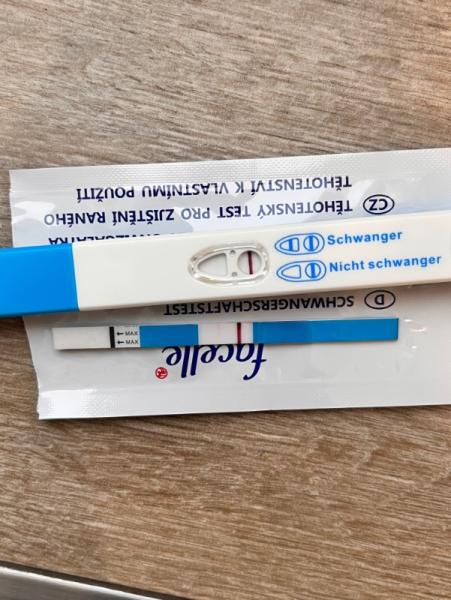 TĚHOTENSTVÍ K VLASTNÍMU POUŽITÍ
CZ TĚHOTENSKÝ TEST PRO ZJIŠTĚNÍ RANÉHO
Schwanger
Nicht schwanger
D SCHWANGERSCHAFTSTEST
MAX
MAX
facelle